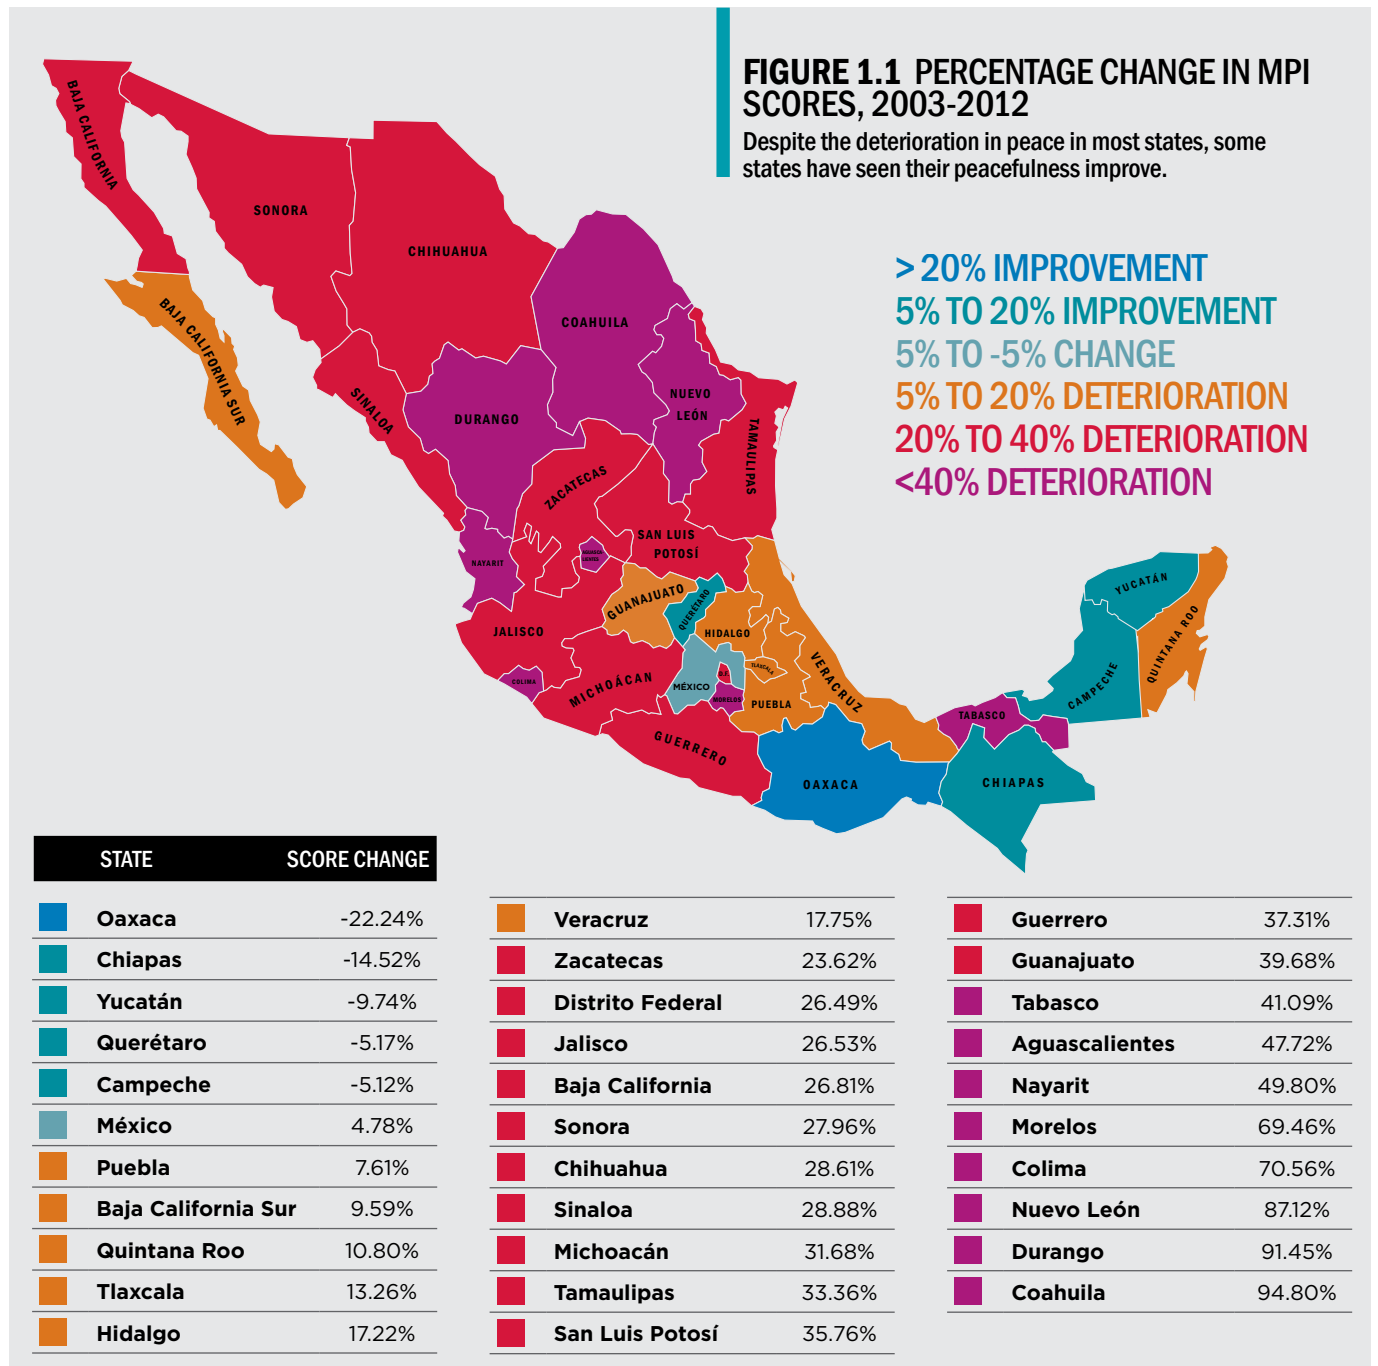 FIGURE 1.1 PERCENTAGE CHANGE IN MPI
SCORES, 2003-2012
Despite the deterioration in peace in most states, some
states have seen their peacefulness improve.
> 20% IMPROVEMENT
5% TO 20% IMPROVEMENT
5% TO -5% CHANGE
5% TO 20% DETERIORATION
20% TO 40% DETERIORATION
<40% DETERIORATION
BAJA CALIFORNIA
SONORA
CHIHUAHUA
BAJA CALIFORNIA SUR
COAHUILA
SINALOA
DURANGO
NUEVO
LEÓN
TAMAULIPAS
ZACATECAS
SAN LUIS
POTOSÍ
NAYARIT
AGUASCA-
LIENTES
GUANAJUATO
QUERÉTARO
HIDALGO
JALISCO
MÉXICO
D.F.
TLAXCALA
VERACRUZ
COLIMA
MICHOÁCAN
MORELOS
PUEBLA
GUERRERO
OAXACA
TABASCO
CHIAPAS
CAMPECHE
YUCATÁN
QUINTANA ROO
STATE SCORE CHANGE
Oaxaca -22.24%
Chiapas -14.52%
Yucatán -9.74%
Querétaro -5.17%
Campeche -5.12%
México 4.78%
Puebla 7.61%
Baja California Sur 9.59%
Quintana Roo 10.80%
Tlaxcala 13.26%
Hidalgo 17.22%
Veracruz 17.75%
Zacatecas 23.62%
Distrito Federal 26.49%
Jalisco 26.53%
Baja California 26.81%
Sonora 27.96%
Chihuahua 28.61%
Sinaloa 28.88%
Michoacán 31.68%
Tamaulipas 33.36%
San Luis Potosí 35.76%
Guerrero 37.31%
Guanajuato 39.68%
Tabasco 41.09%
Aguascalientes 47.72%
Nayarit 49.80%
Morelos 69.46%
Colima 70.56%
Nuevo León 87.12%
Durango 91.45%
Coahuila 94.80%